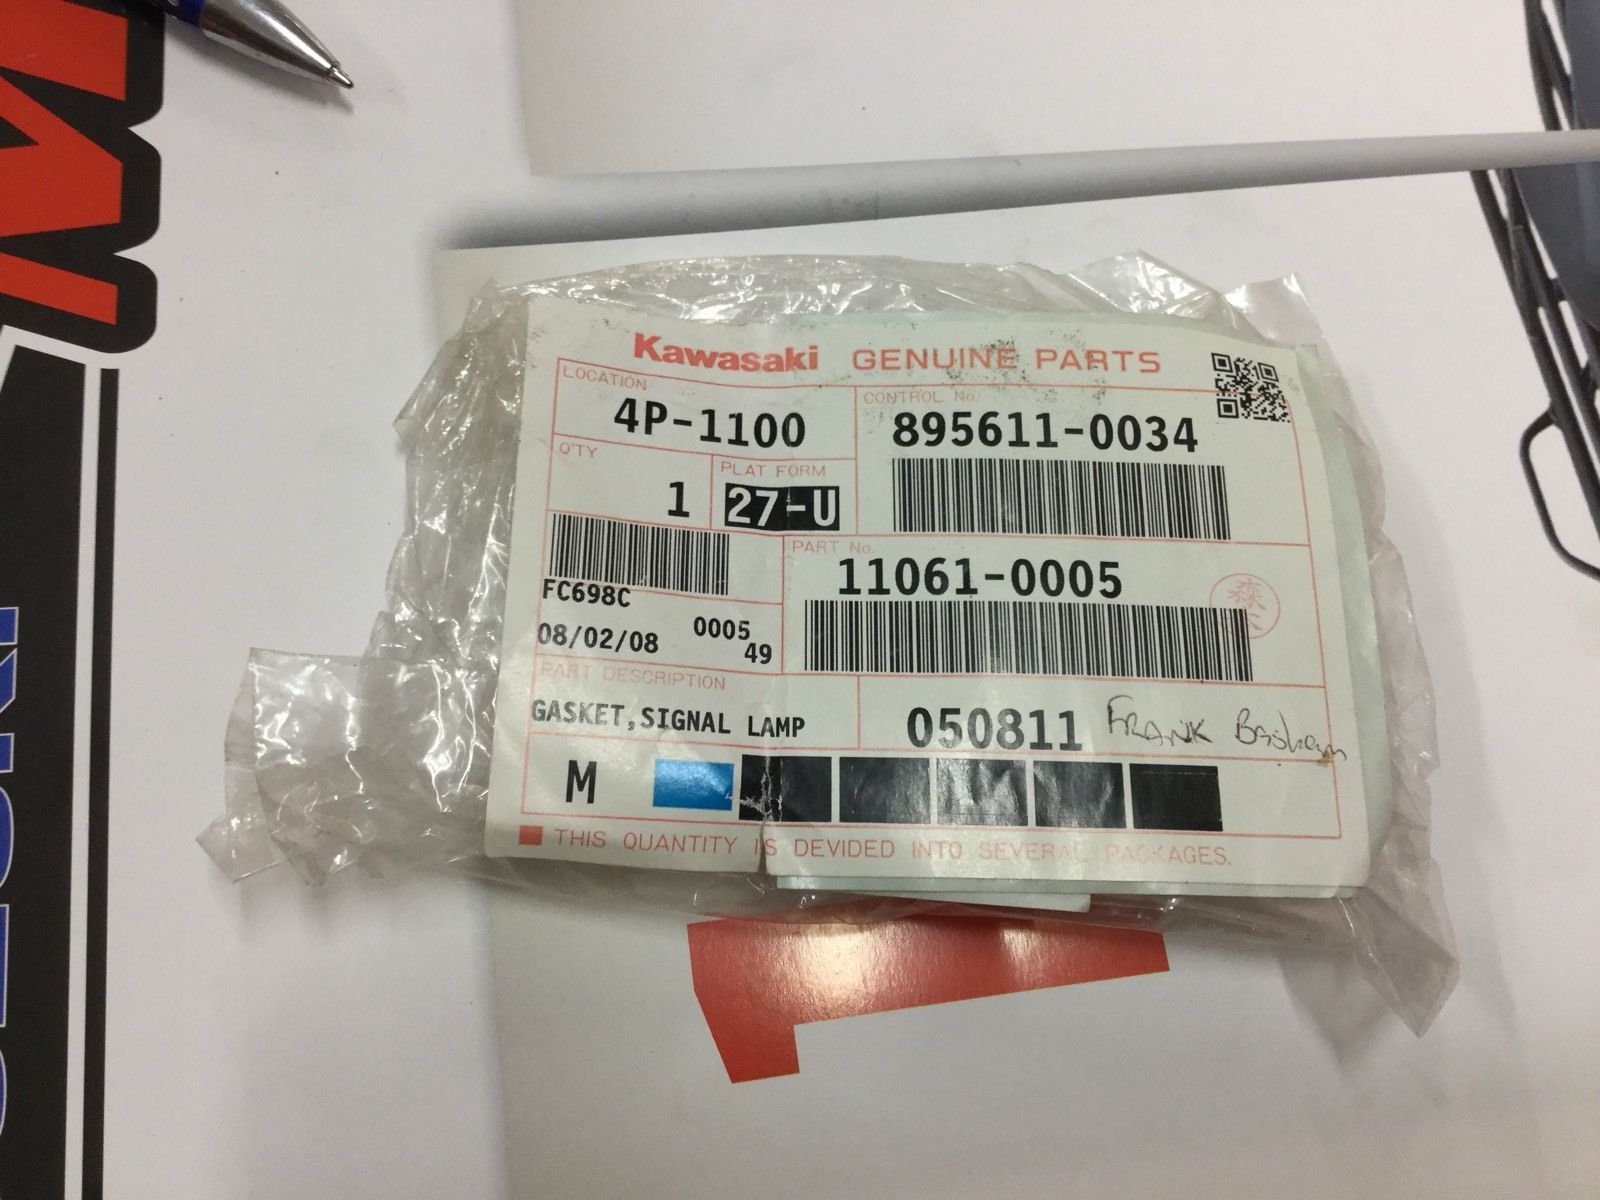 Kawasaki GENUINE PARTS
LOCATION
4P-1100
CONTROL No.
895611-0034
Q'TY
1
PLAT FORM
27-U
PART No.
11061-0005
FC698C
08/02/08 0005
49
PART DESCRIPTION
GASKET,SIGNAL LAMP
050811 FRANK
M
THIS QUANTITY IS DEVIDED INTO SEVERAL PACKAGES.